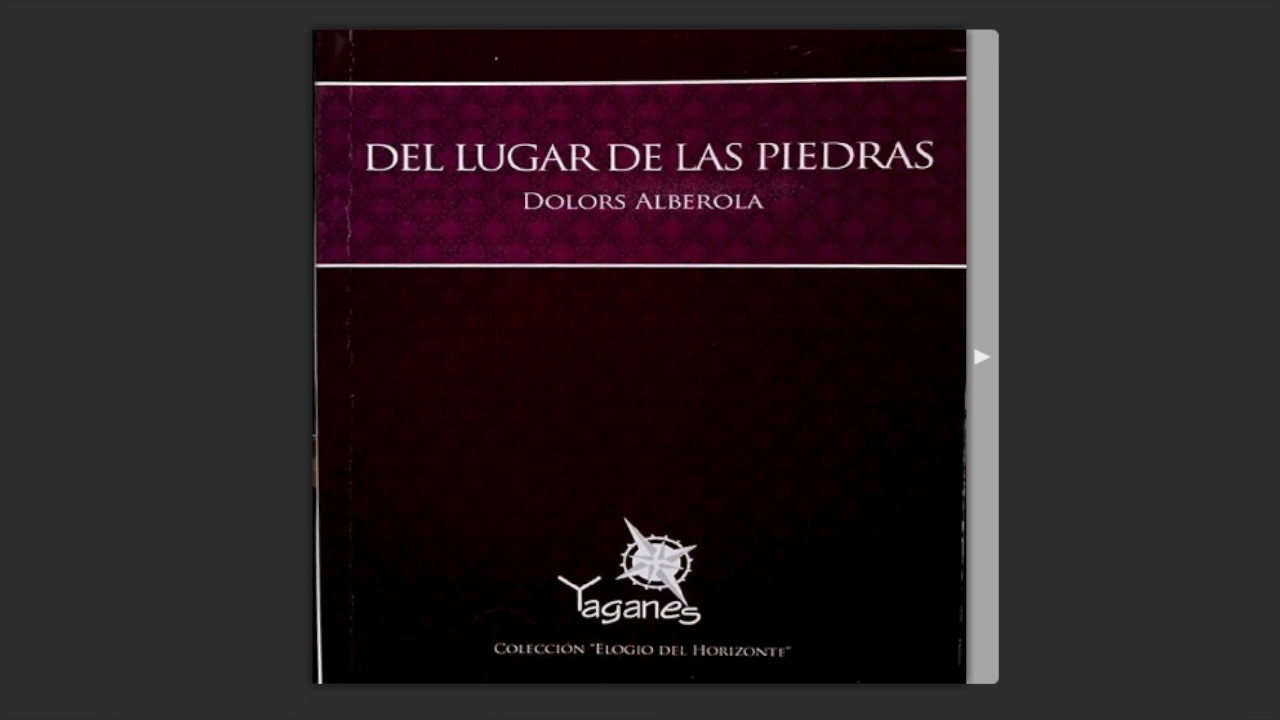 DEL LUGAR DE LAS PIEDRAS
DOLORS ALBEROLA
Yaganes
COLECCIÓN "ELOGIO DEL HORIZONTE"